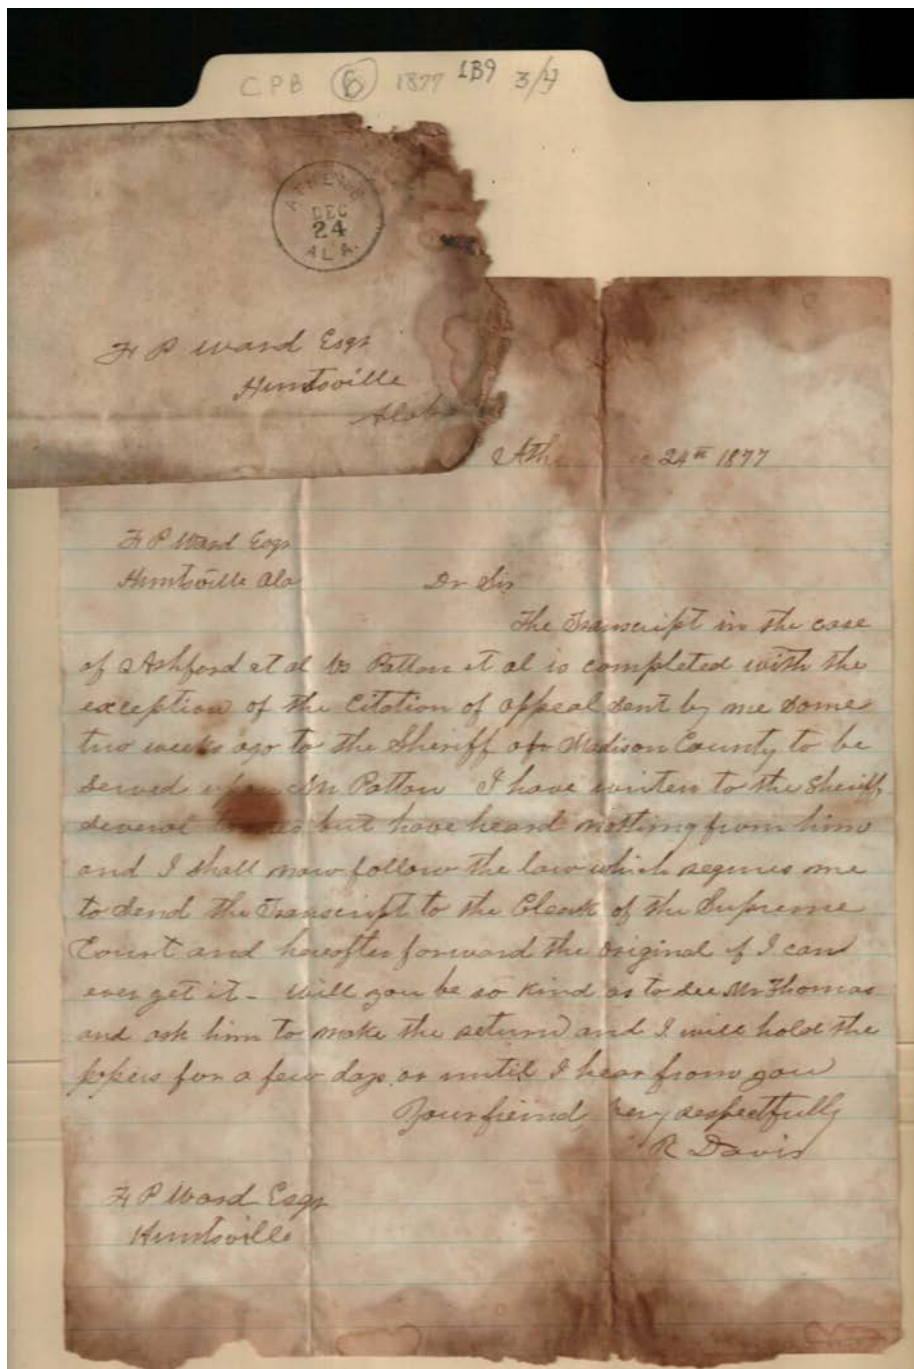 CPB 6 1877 1B9 3/4
ATHENS
DEC
24
ALA.
F P Ward Esqr
Huntsville
Alab
Ath 24th 1877
F P Ward Esqr
Huntsville Ala
Dr Sir
The Transcript in the case
of Ashford et al vs Patton et al is completed with the
exception of the Citation of appeal sent by me some
two weeks ago to the Sheriff of Madison County to be
served Mr Patton I have writen to the Sheriff
several but have heard nothing from him
and I shall now follow the law which requires me
to send the Transcript to the Clerk of the Supreme
Court and hereafter forward the original if I can
ever get it - Will you be so kind as to see Mr Thomas
and ask him to make the return and I will hold the
papers for a few days or until I hear from you
Your friend very respectfully
R Davis
F P Ward Esqr
Huntsville